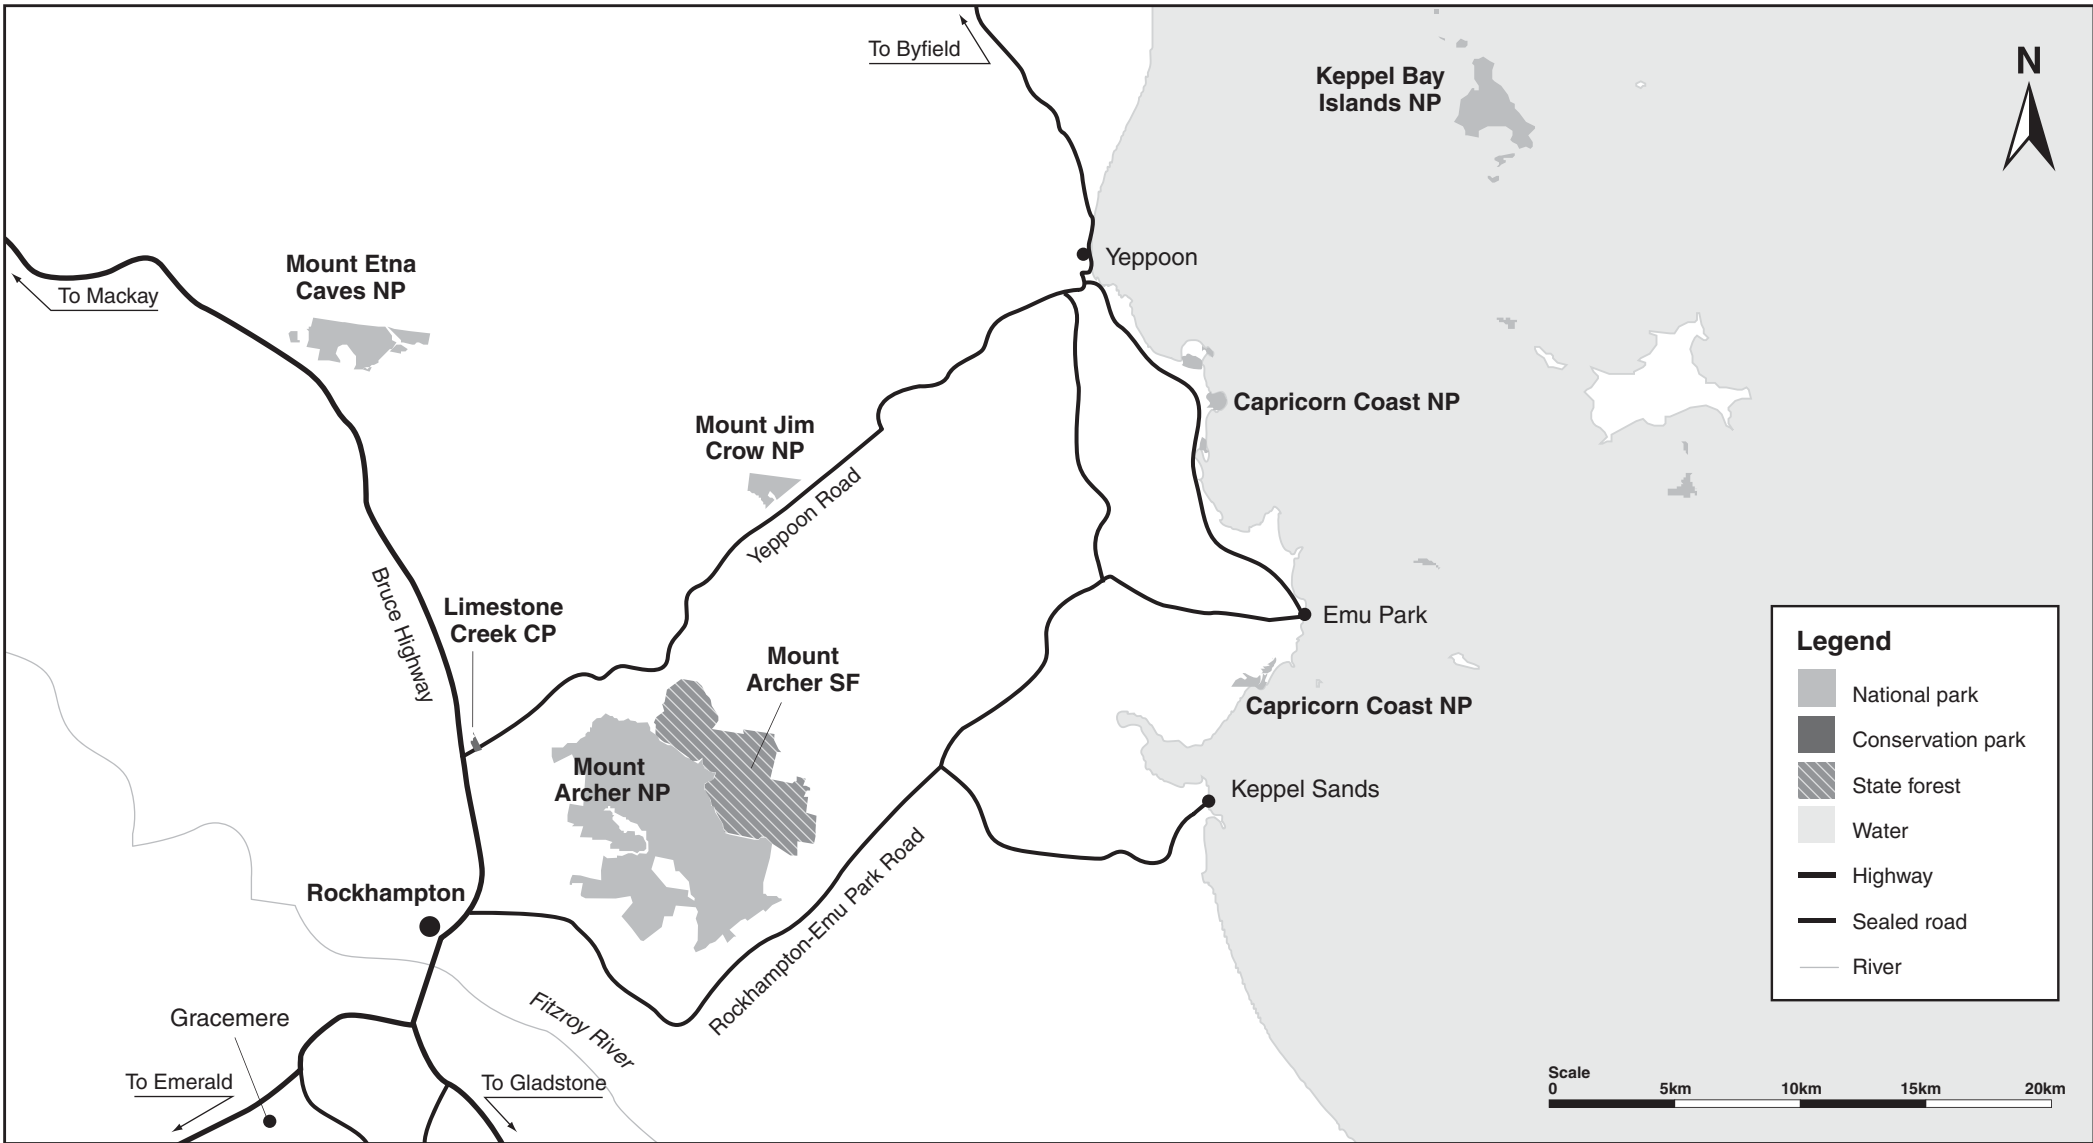 To Byfield
Keppel Bay
Islands NP
N
Yeppoon
Mount Etna
Caves NP
To Mackay
Capricorn Coast NP
Mount Jim
Crow NP
Yeppoon Road
Bruce Highway
Limestone
Creek CP
Emu Park
Mount
Archer SF
Capricorn Coast NP
Mount
Archer NP
Keppel Sands
Rockhampton-Emu Park Road
Rockhampton
Fitzroy River
Gracemere
To Emerald
To Gladstone
Legend
National park
Conservation park
State forest
Water
Highway
Sealed road
River
Scale
0 5km 10km 15km 20km